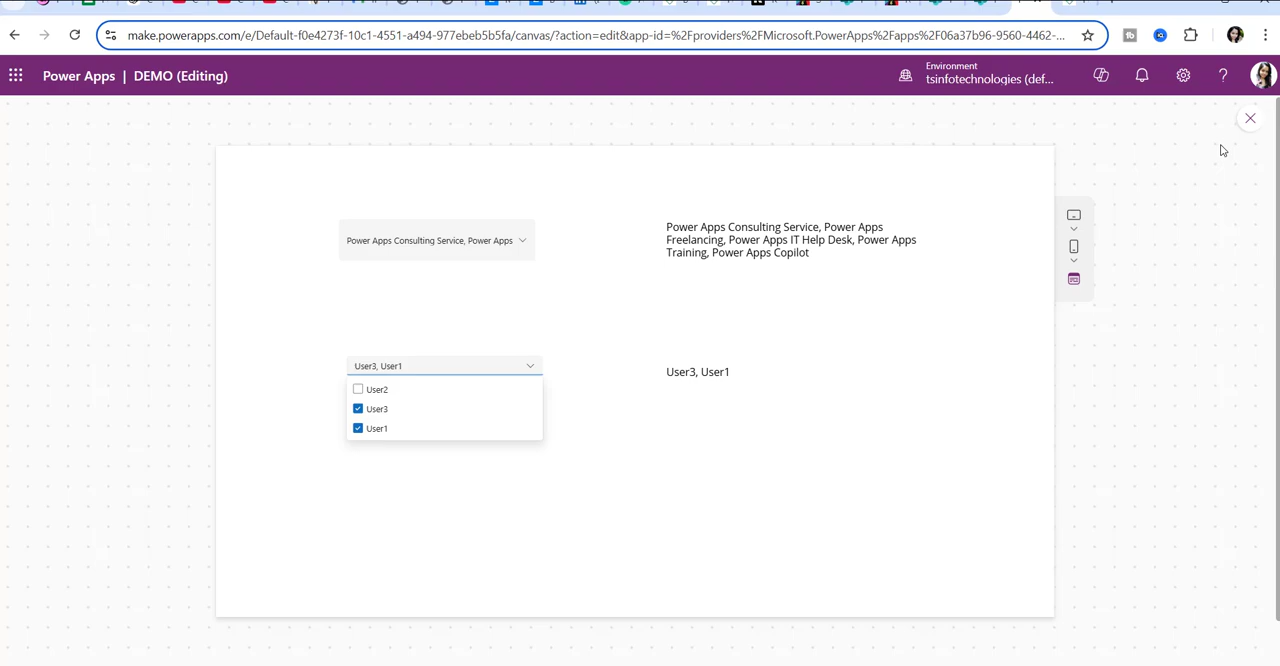 make.powerapps.com/e/Default-f0e4273f-10c1-4551-a494-977ebeb5b5fa/canvas/?action=edit&app-id=%2Fproviders%2FMicrosoft.PowerApps%2Fapps%2F06a37b96-9560-4462-...
Power Apps | DEMO (Editing)
Environment
tsinfotechnologies (def...
Power Apps Consulting Service, Power Apps
Power Apps Consulting Service, Power Apps
Freelancing, Power Apps IT Help Desk, Power Apps
Training, Power Apps Copilot
User3, User1
User2
User3
User1
User3, User1